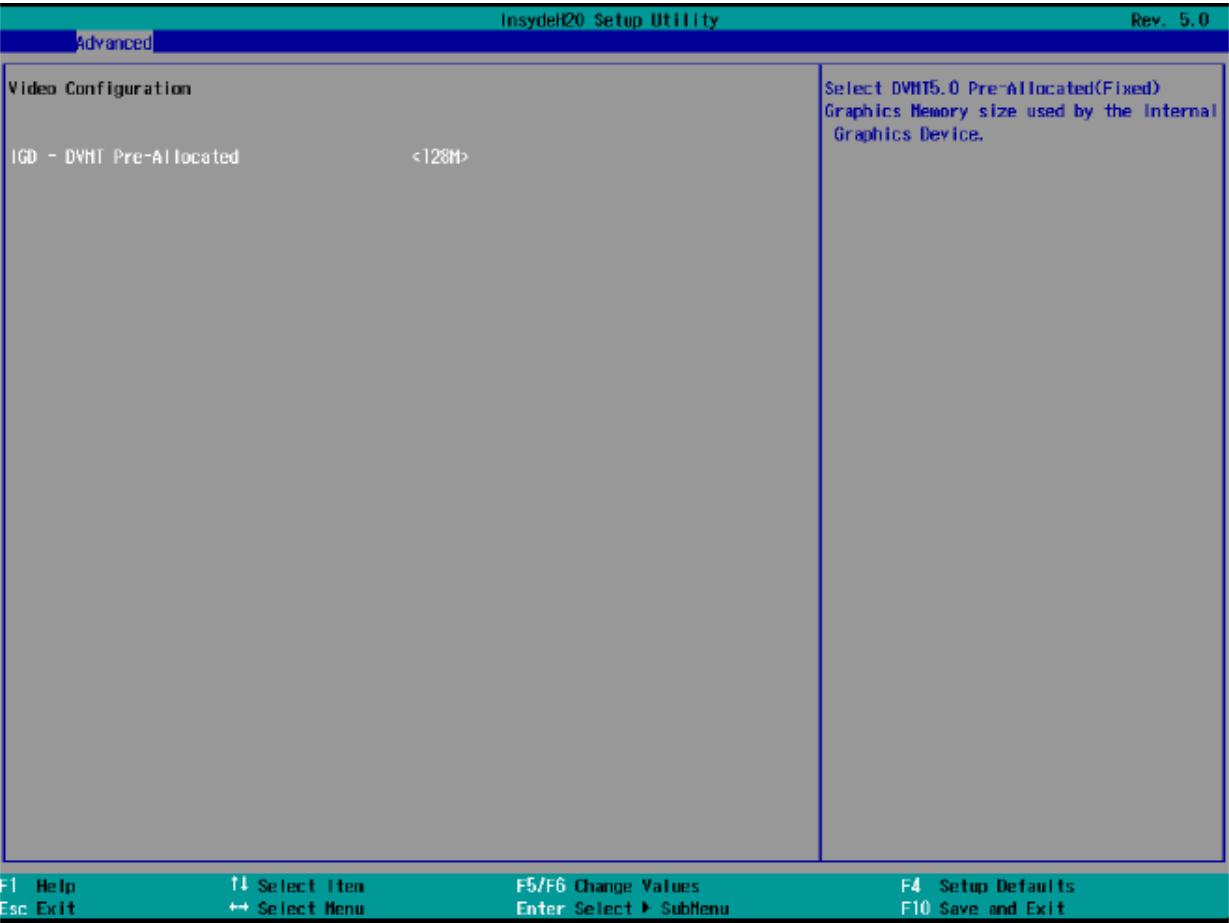 InsydeH20 Setup Utility Rev. 5.0
Advanced
Video Configuration
IGD - DVMT Pre-Allocated <128M>
Select DVMT5.0 Pre-Allocated(Fixed)
Graphics Memory size used by the Internal
Graphics Device.
F1 Help ↑↓ Select Item F5/F6 Change Values F4 Setup Defaults
Esc Exit ↔ Select Menu Enter Select ▶ SubMenu F10 Save and Exit